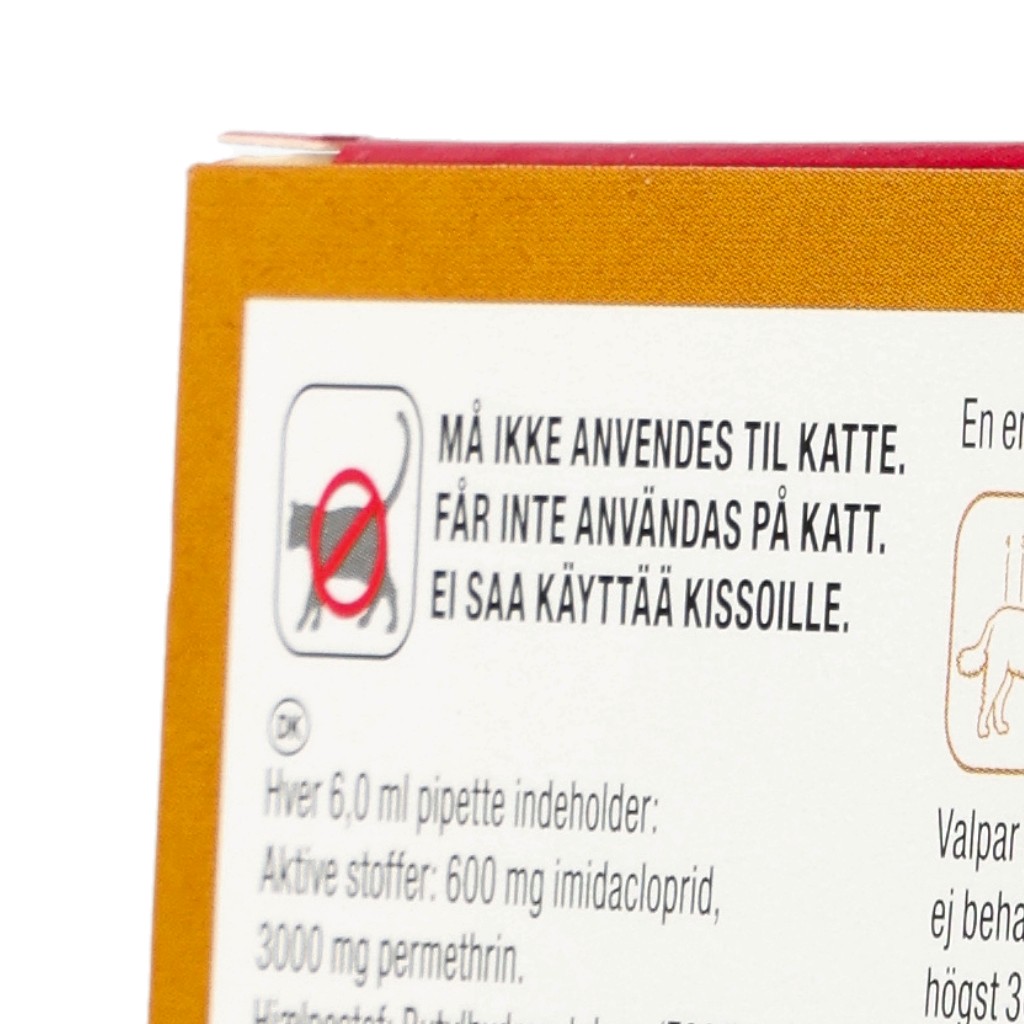 MÅ IKKE ANVENDES TIL KATTE.
FÅR INTE ANVÄNDAS PÅ KATT.
EI SAA KÄYTTÄÄ KISSOILLE.
DK
Hver 6,0 ml pipette indeholder:
Aktive stoffer: 600 mg imidacloprid,
3000 mg permethrin.
En
Valpar
ej
högst 3